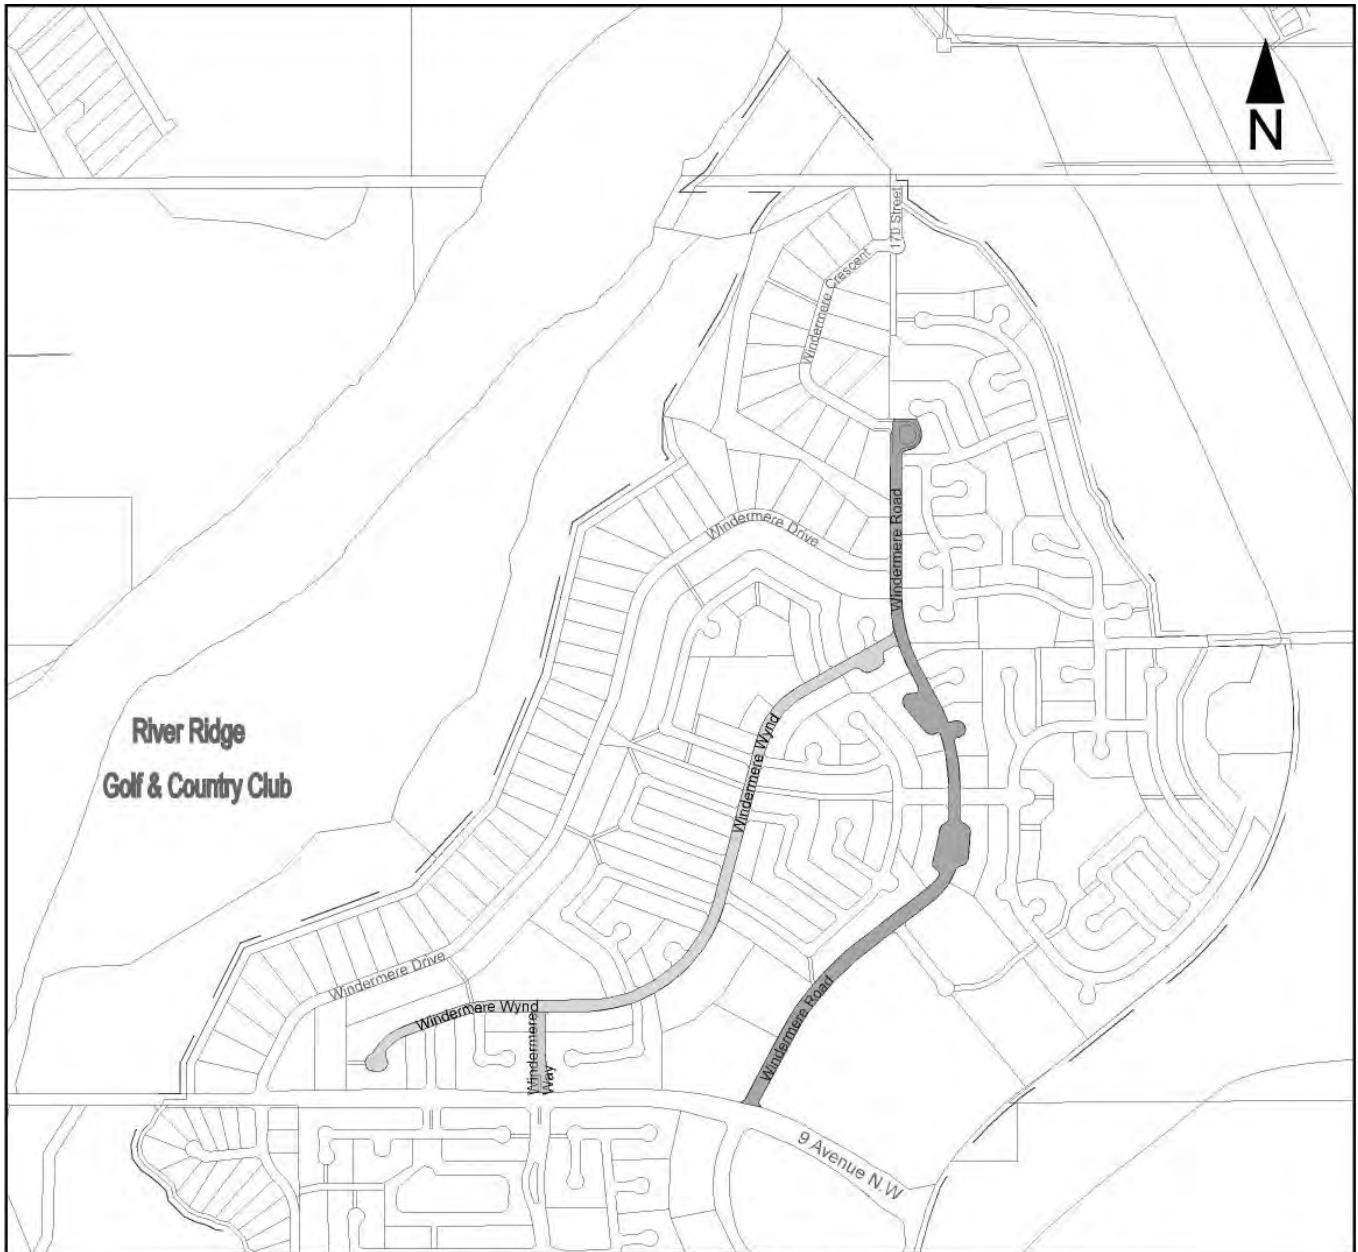 N
170 Street
Windermere Crescent
Windermere Road
Windermere Drive
River Ridge
Golf & Country Club
Windermere Wynd
Windermere Drive
Windermere Wynd
Windermere Road
Windermere
Way
9 Avenue N.W